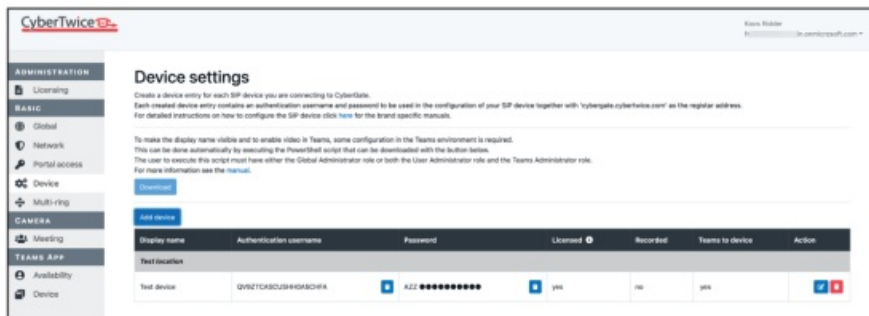 CyberTwice
Koos Ridder
in.onmicrosoft.com
ADMINISTRATION
Licensing
BASIC
Global
Network
Portal access
Device
Multi-ring
CAMERA
Meeting
TEAMS APP
Availability
Device
Device settings
Create a device entry for each SIP device you are connecting to CyberGate.
Each created device entry contains an authentication username and password to be used in the configuration of your SIP device together with 'cybergate.cybertwice.com' as the registrar address.
For detailed instructions on how to configure the SIP device click here for the brand specific manuals.
To make the display name visible and to enable video in Teams, some configuration in the Teams environment is required.
This can be done automatically by executing the PowerShell script that can be downloaded with the button below.
The user to execute this script must have either the Global Administrator role or both the User Administrator role and the Teams Administrator role.
For more information see the manual.
Download
Add device
Display name Authentication username Password Licensed Recorded Teams to device Action
Test location
Test device AZZ ●●●●●●●●●● yes no yes